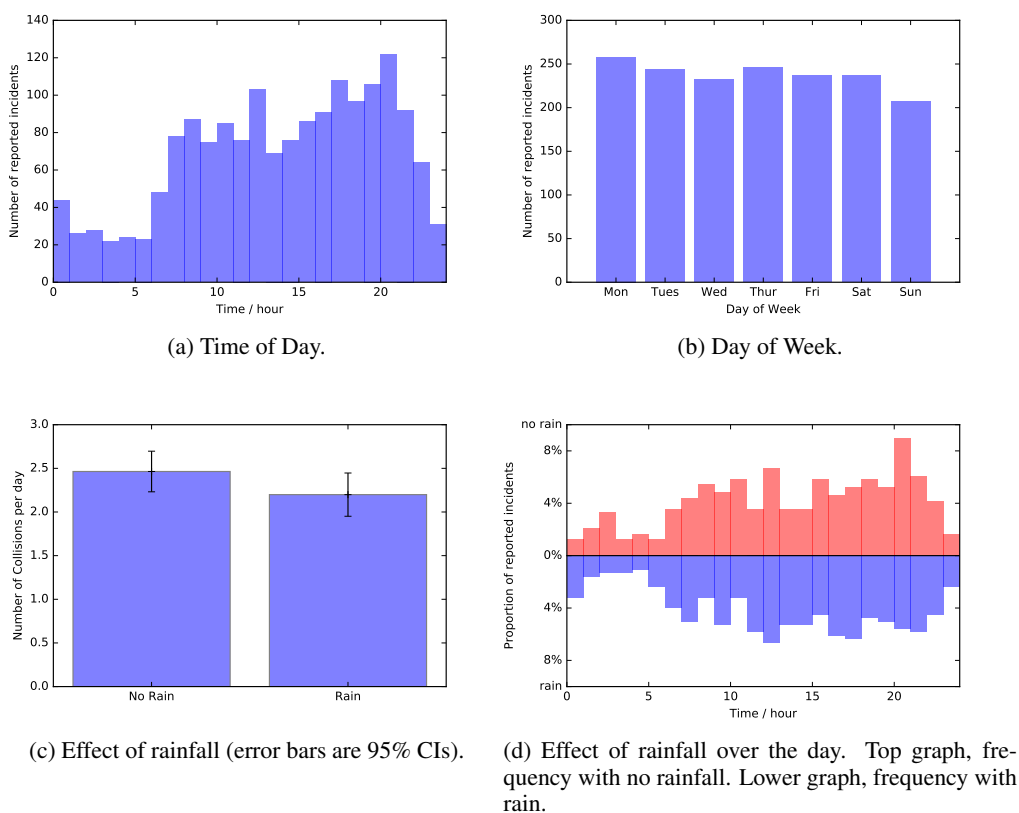 140
120
100
80
60
40
20
0
Number of reported incidents
0 5 10 15 20
Time / hour
(a) Time of Day.
300
250
200
150
100
50
0
Number of reported incidents
Mon Tues Wed Thur Fri Sat Sun
Day of Week
(b) Day of Week.
3.0
2.5
2.0
1.5
1.0
0.5
0.0
Number of Collisions per day
No Rain Rain
(c) Effect of rainfall (error bars are 95% CIs).
no rain
8%
4%
0%
4%
8%
rain
Proportion of reported incidents
0 5 10 15 20
Time / hour
(d) Effect of rainfall over the day. Top graph, fre-
quency with no rainfall. Lower graph, frequency with
rain.